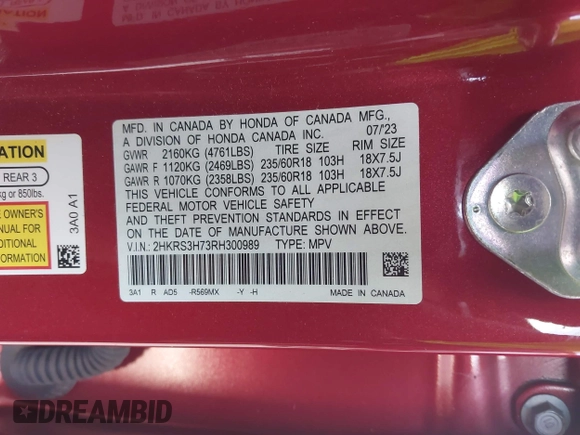 MFD. IN CANADA BY HONDA OF CANADA MFG.,
A DIVISION OF HONDA CANADA INC. 07/23
GVWR 2160KG (4761LBS) TIRE SIZE RIM SIZE
GAWR F 1120KG (2469LBS) 235/60R18 103H 18X7.5J
GAWR R 1070KG (2358LBS) 235/60R18 103H 18X7.5J
THIS VEHICLE CONFORMS TO ALL APPLICABLE
FEDERAL MOTOR VEHICLE SAFETY
AND THEFT PREVENTION STANDARDS IN EFFECT
ON THE DATE OF MANUFACTURE SHOWN ABOVE.
V.I.N.: 2HKRS3H73RH300989 TYPE: MPV
3A1 R AD5 -R569MX -Y -H MADE IN CANADA
ATION
REAR 3
kg or 850lbs.
E OWNER'S
ANUAL FOR
DITIONAL
ORMATION
3A0 A1
DREAMBID